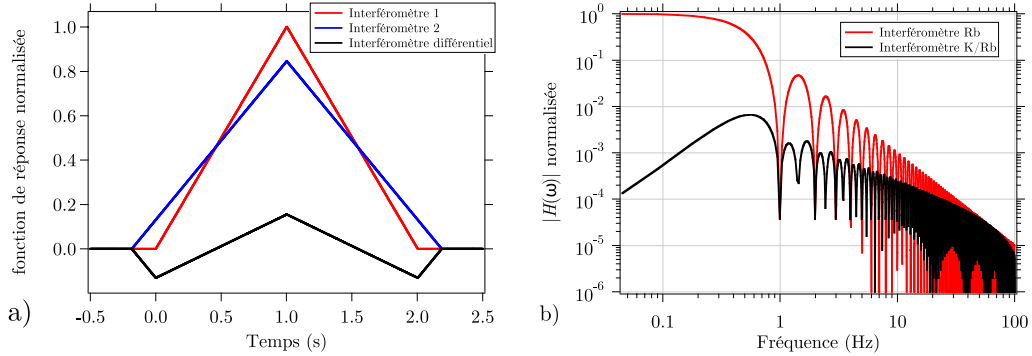 Interféromètre 1
Interféromètre 2
Interféromètre différentiel
fonction de réponse normalisée
1.0
0.8
0.6
0.4
0.2
0.0
-0.5
0.0
0.5
1.0
1.5
2.0
2.5
Temps (s)
a)
Interféromètre Rb
Interféromètre K/Rb
|H(ω)| normalisée
10^0
10^-1
10^-2
10^-3
10^-4
10^-5
10^-6
0.1
1
10
100
Fréquence (Hz)
b)